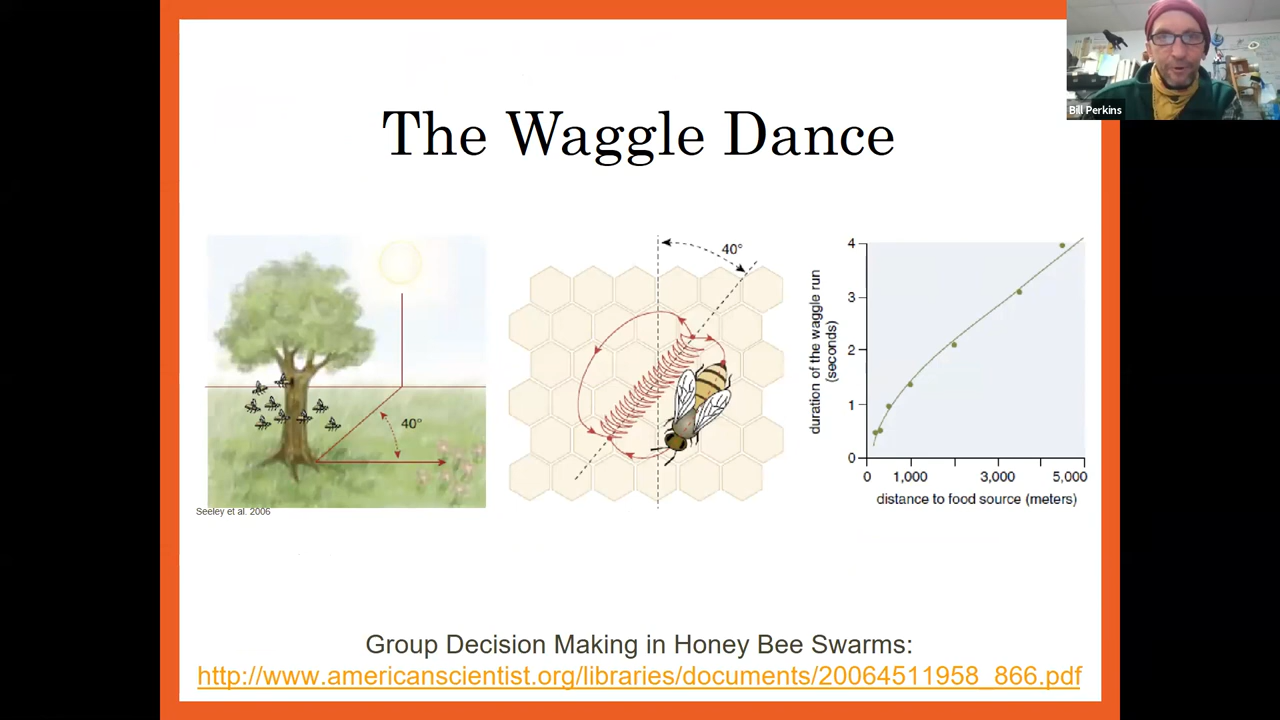 Bill Perkins
The Waggle Dance
40°
Seeley et al. 2006
40°
duration of the waggle run
(seconds)
4
3
2
1
0
0 1,000 3,000 5,000
distance to food source (meters)
Group Decision Making in Honey Bee Swarms:
http://www.americanscientist.org/libraries/documents/20064511958_866.pdf